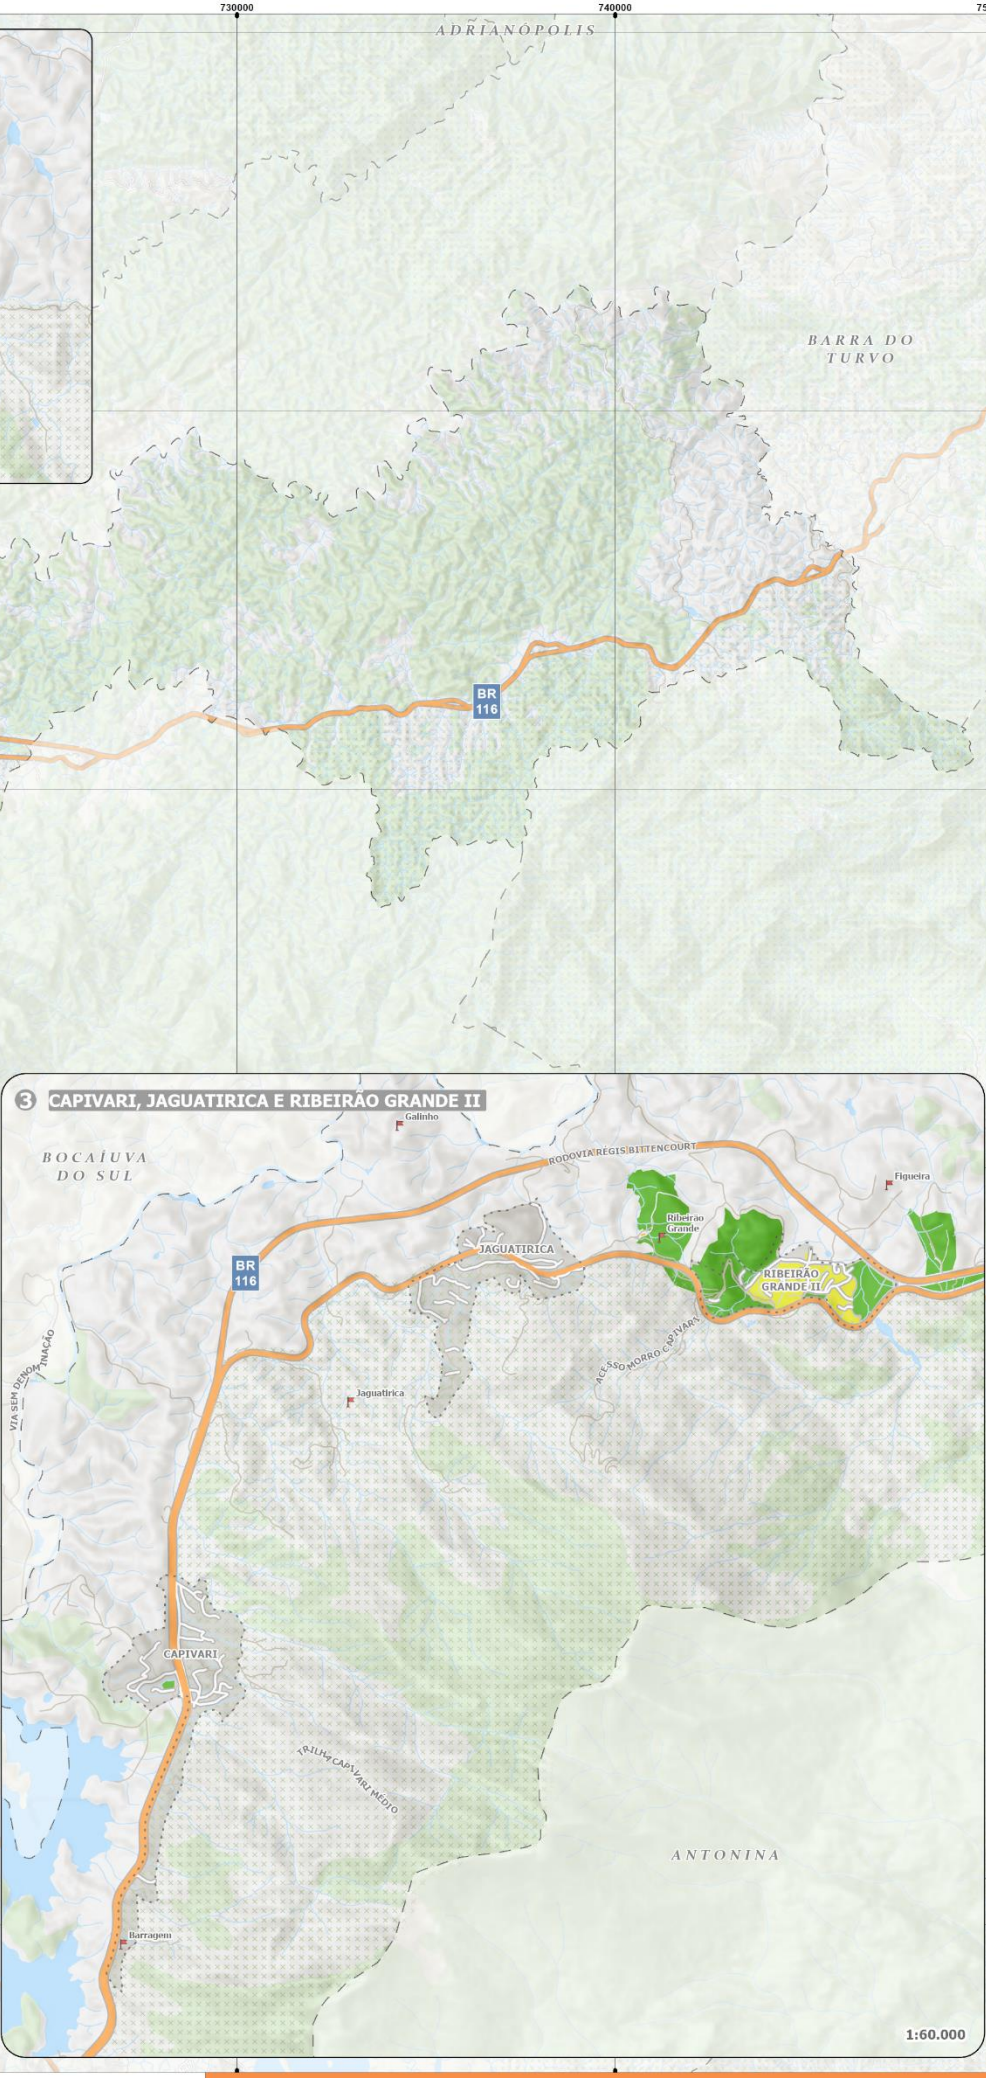 730000
740000
75
ADRIANÓPOLIS
BARRA DO
TURVO
BR
116
3 CAPIVARI, JAGUATIRICA E RIBEIRÃO GRANDE II
Galinho
BOCAIÚVA
DO SUL
RODOVIA RÉGIS BITTENCOURT
Figueira
Ribeirao
Grande
JAGUATIRICA
BR
116
RIBEIRÃO
GRANDE II
ACESSO MORRO CAPIVARI
VIA SEM DENOMINAÇÃO
Jaguatirica
CAPIVARI
TRILHA CAPIVARI MÉDIO
ANTONINA
Barragem
1:60.000